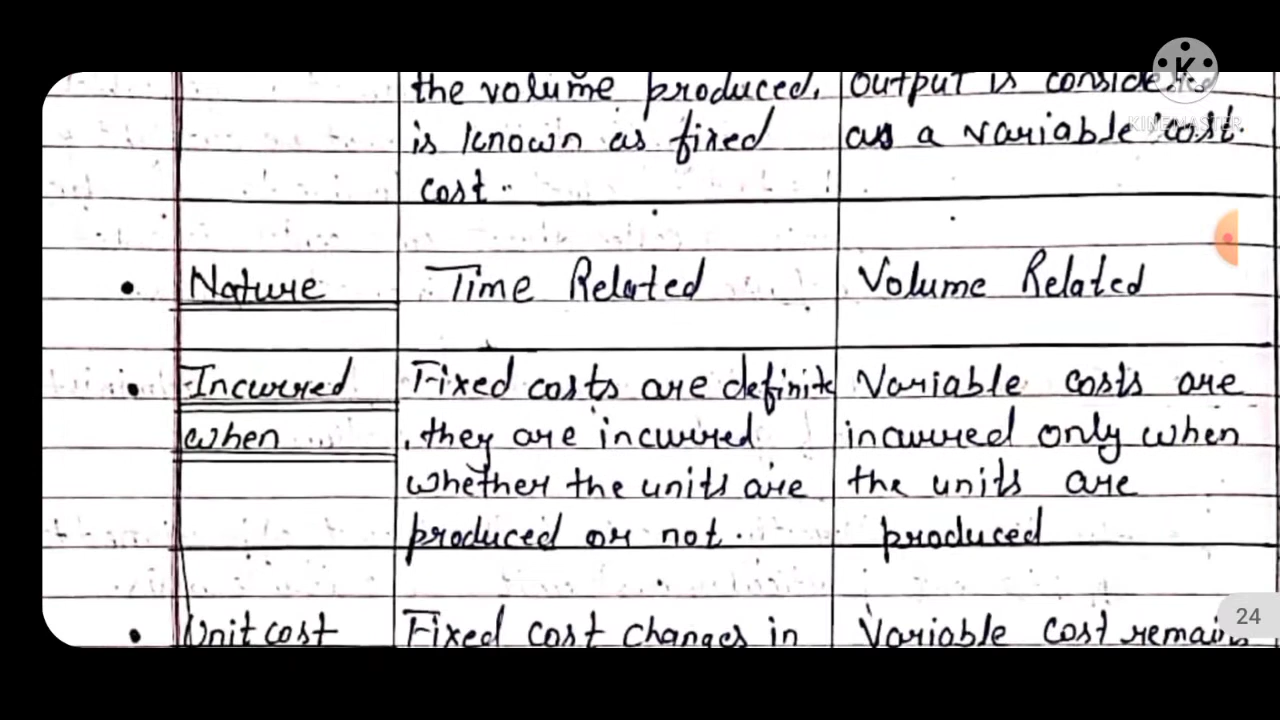 the volume produced,
is known as fixed
cost.
output is considered
as a variable cost.
KINEMASTER
• Nature
Time Related
Volume Related
• Incurred
when
Fixed costs are definite
, they are incurred
whether the units are
produced or not.
Variable costs are
incurred only when
the units are
produced
• Unit cost
Fixed cost changes in
Variable cost remains
24